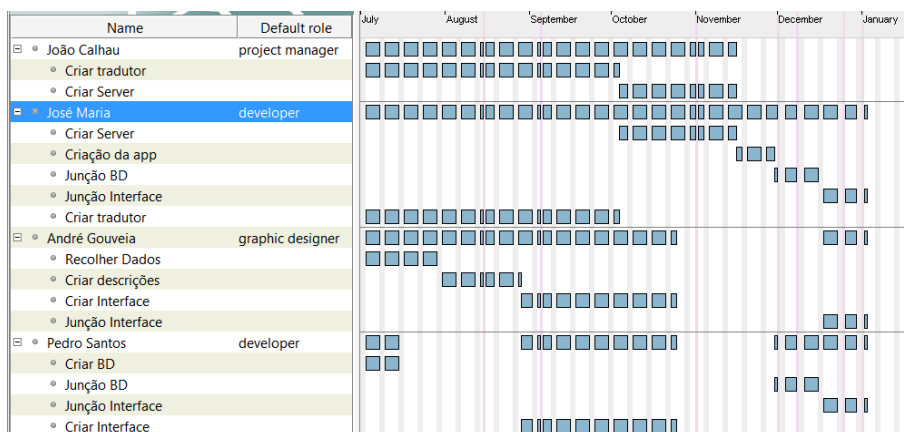 Name Default role July August September October November December January
João Calhau project manager
Criar tradutor
Criar Server
José Maria developer
Criar Server
Criação da app
Junção BD
Junção Interface
Criar tradutor
André Gouveia graphic designer
Recolher Dados
Criar descrições
Criar Interface
Junção Interface
Pedro Santos developer
Criar BD
Junção BD
Junção Interface
Criar Interface